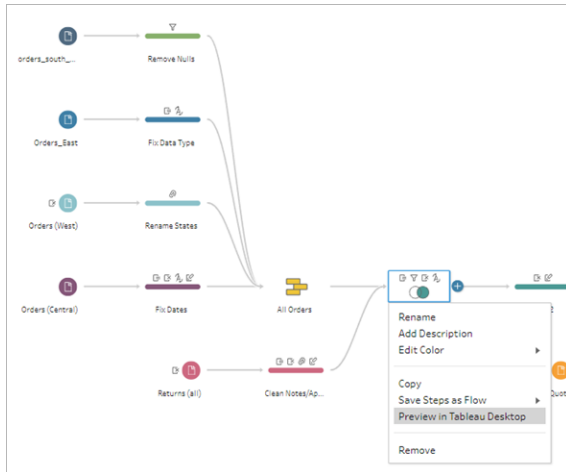 orders_south_...
Remove Nulls
Orders_East
Fix Data Type
Orders (West)
Rename States
Orders (Central)
Fix Dates
All Orders
Returns (all)
Clean Notes/Ap...
Rename
Add Description
Edit Color
Copy
Save Steps as Flow
Preview in Tableau Desktop
Remove
Quot